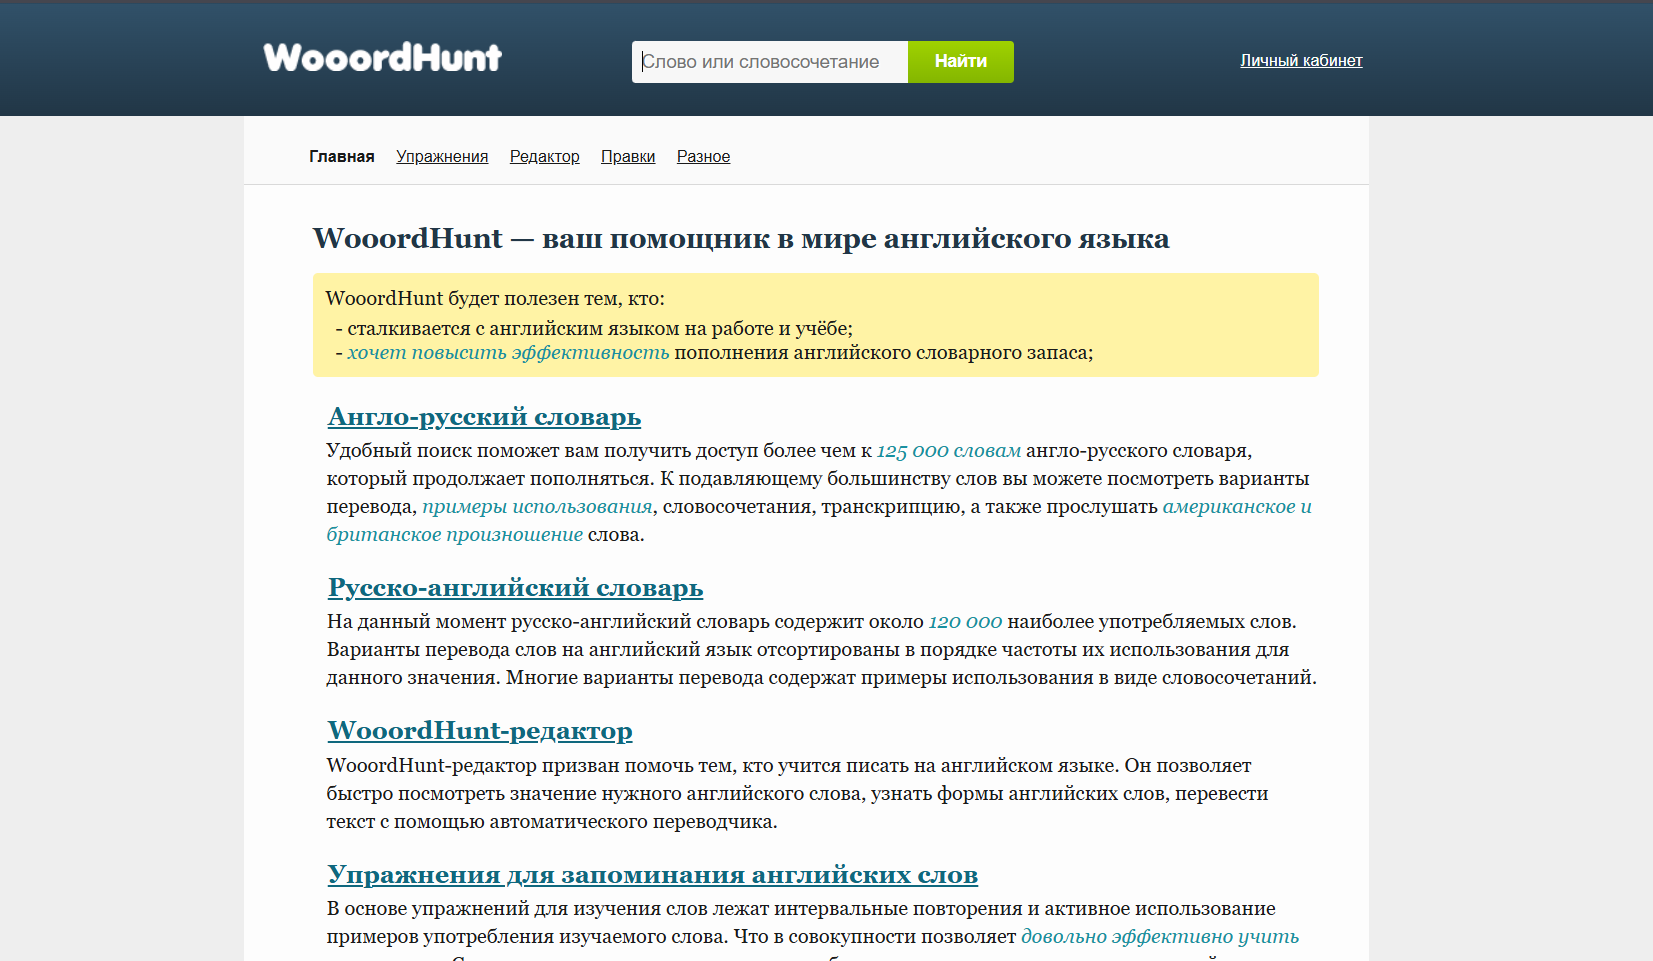 WooordHunt
Слово или словосочетание
Найти
Личный кабинет
Главная Упражнения Редактор Правки Разное
WooordHunt — ваш помощник в мире английского языка
WooordHunt будет полезен тем, кто:
- сталкивается с английским языком на работе и учёбе;
- хочет повысить эффективность пополнения английского словарного запаса;
Англо-русский словарь
Удобный поиск поможет вам получить доступ более чем к 125 000 словам англо-русского словаря,
который продолжает пополняться. К подавляющему большинству слов вы можете посмотреть варианты
перевода, примеры использования, словосочетания, транскрипцию, а также прослушать американское и
британское произношение слова.
Русско-английский словарь
На данный момент русско-английский словарь содержит около 120 000 наиболее употребляемых слов.
Варианты перевода слов на английский язык отсортированы в порядке частоты их использования для
данного значения. Многие варианты перевода содержат примеры использования в виде словосочетаний.
WooordHunt-редактор
WooordHunt-редактор призван помочь тем, кто учится писать на английском языке. Он позволяет
быстро посмотреть значение нужного английского слова, узнать формы английских слов, перевести
текст с помощью автоматического переводчика.
Упражнения для запоминания английских слов
В основе упражнений для изучения слов лежат интервальные повторения и активное использование
примеров употребления изучаемого слова. Что в совокупности позволяет довольно эффективно учить